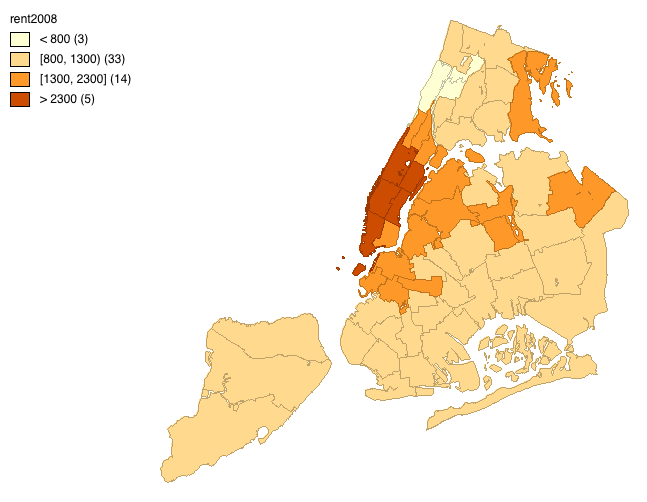 rent2008
< 800 (3)
[800, 1300) (33)
[1300, 2300] (14)
> 2300 (5)